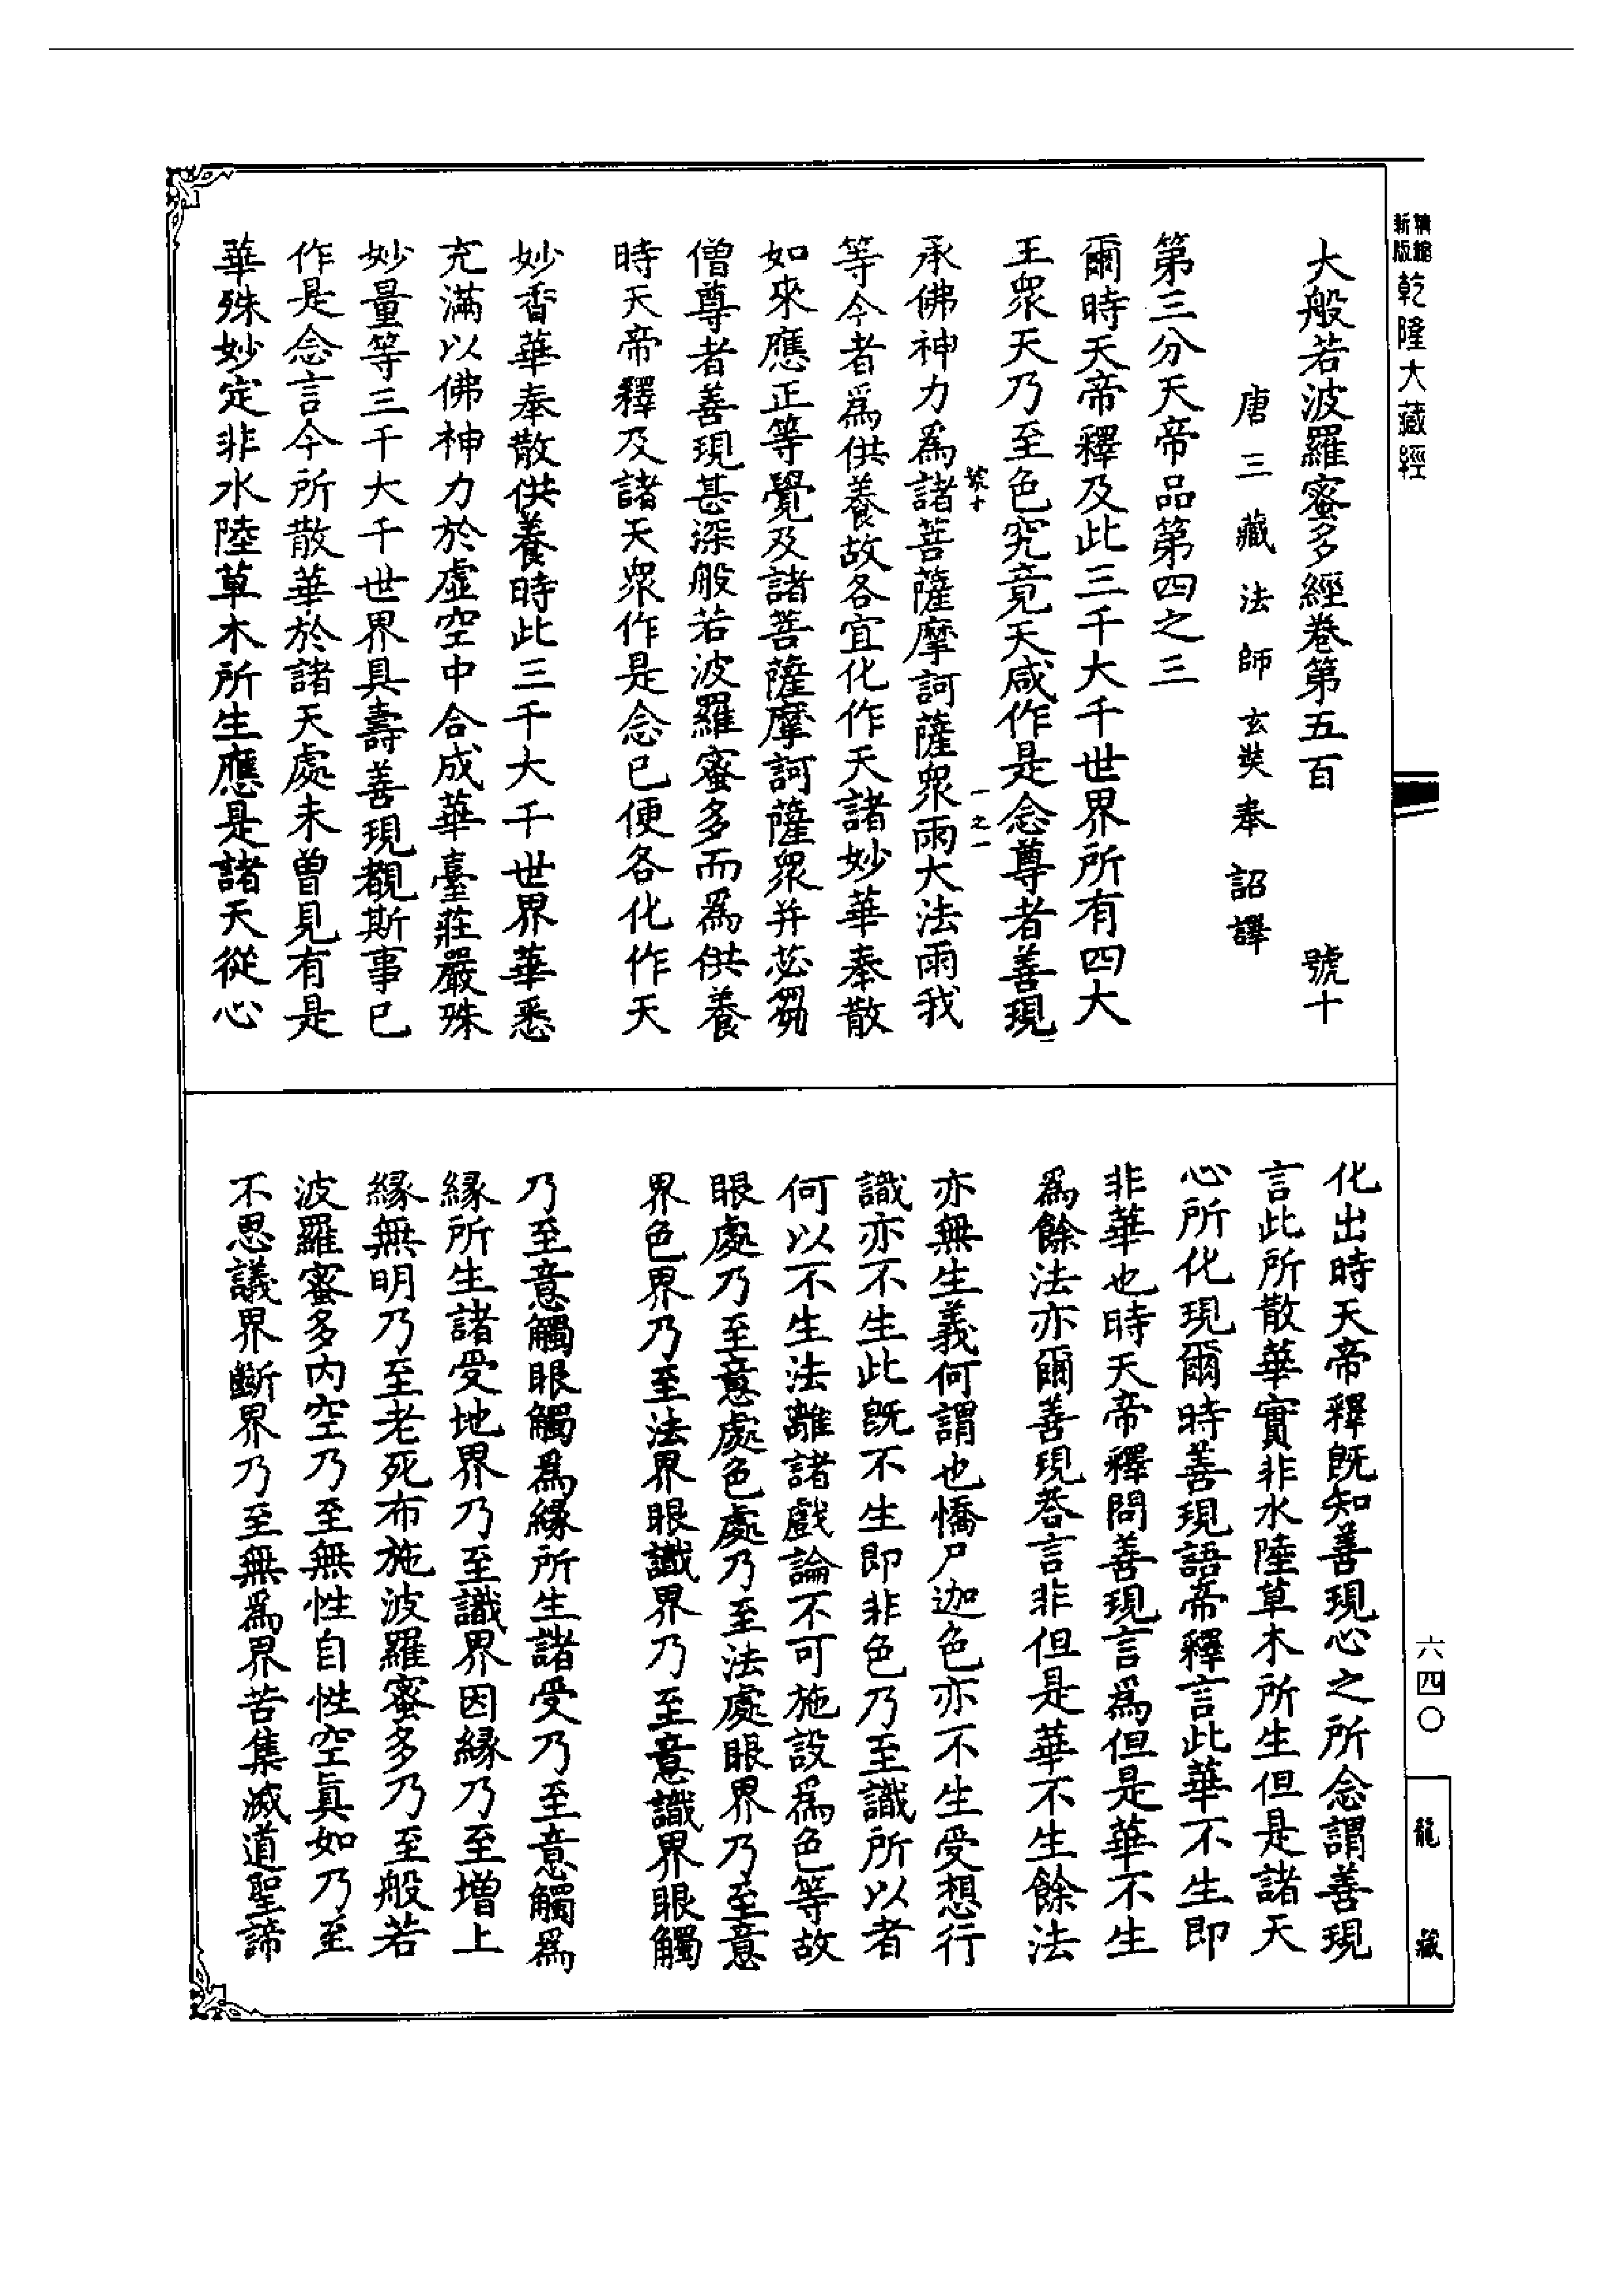 新版精縮乾隆大藏經
大般若波羅蜜多經卷第五百　號十
唐三藏法師玄奘奉　詔譯
第三分天帝品第四之三
爾時天帝釋及此三千大千世界所有四大
王衆天乃至色究竟天咸作是念尊者善現
承佛神力爲諸菩薩摩訶薩衆雨大法雨我
號十　一之一
等今者爲供養故各宜化作天諸妙華奉散
如來應正等覺及諸菩薩摩訶薩衆并苾芻
僧尊者善現甚深般若波羅蜜多而爲供養
時天帝釋及諸天衆作是念已便各化作天
妙香華奉散供養時此三千大千世界華悉
充滿以佛神力於虛空中合成華臺莊嚴殊
妙量等三千大千世界具壽善現覩斯事已
作是念言今所散華於諸天處未曾見有是
華殊妙定非水陸草木所生應是諸天從心
化出時天帝釋既知善現心之所念謂善現
言此所散華實非水陸草木所生但是諸天
心所化現爾時善現語帝釋言此華不生即
非華也時天帝釋問善現言爲但是華不生
爲餘法亦爾善現荅言非但是華不生餘法
亦無生義何謂也憍尸迦色亦不生受想行
識亦不生此既不生即非色乃至識所以者
何以不生法離諸戲論不可施設爲色等故
眼處乃至意處色處乃至法處眼界乃至意
界色界乃至法界眼識界乃至意識界眼觸
乃至意觸眼觸爲緣所生諸受乃至意觸爲
緣所生諸受地界乃至識界因緣乃至增上
緣無明乃至老死布施波羅蜜多乃至般若
波羅蜜多內空乃至無性自性空真如乃至
不思議界斷界乃至無爲界苦集滅道聖諦
六四〇
龍藏